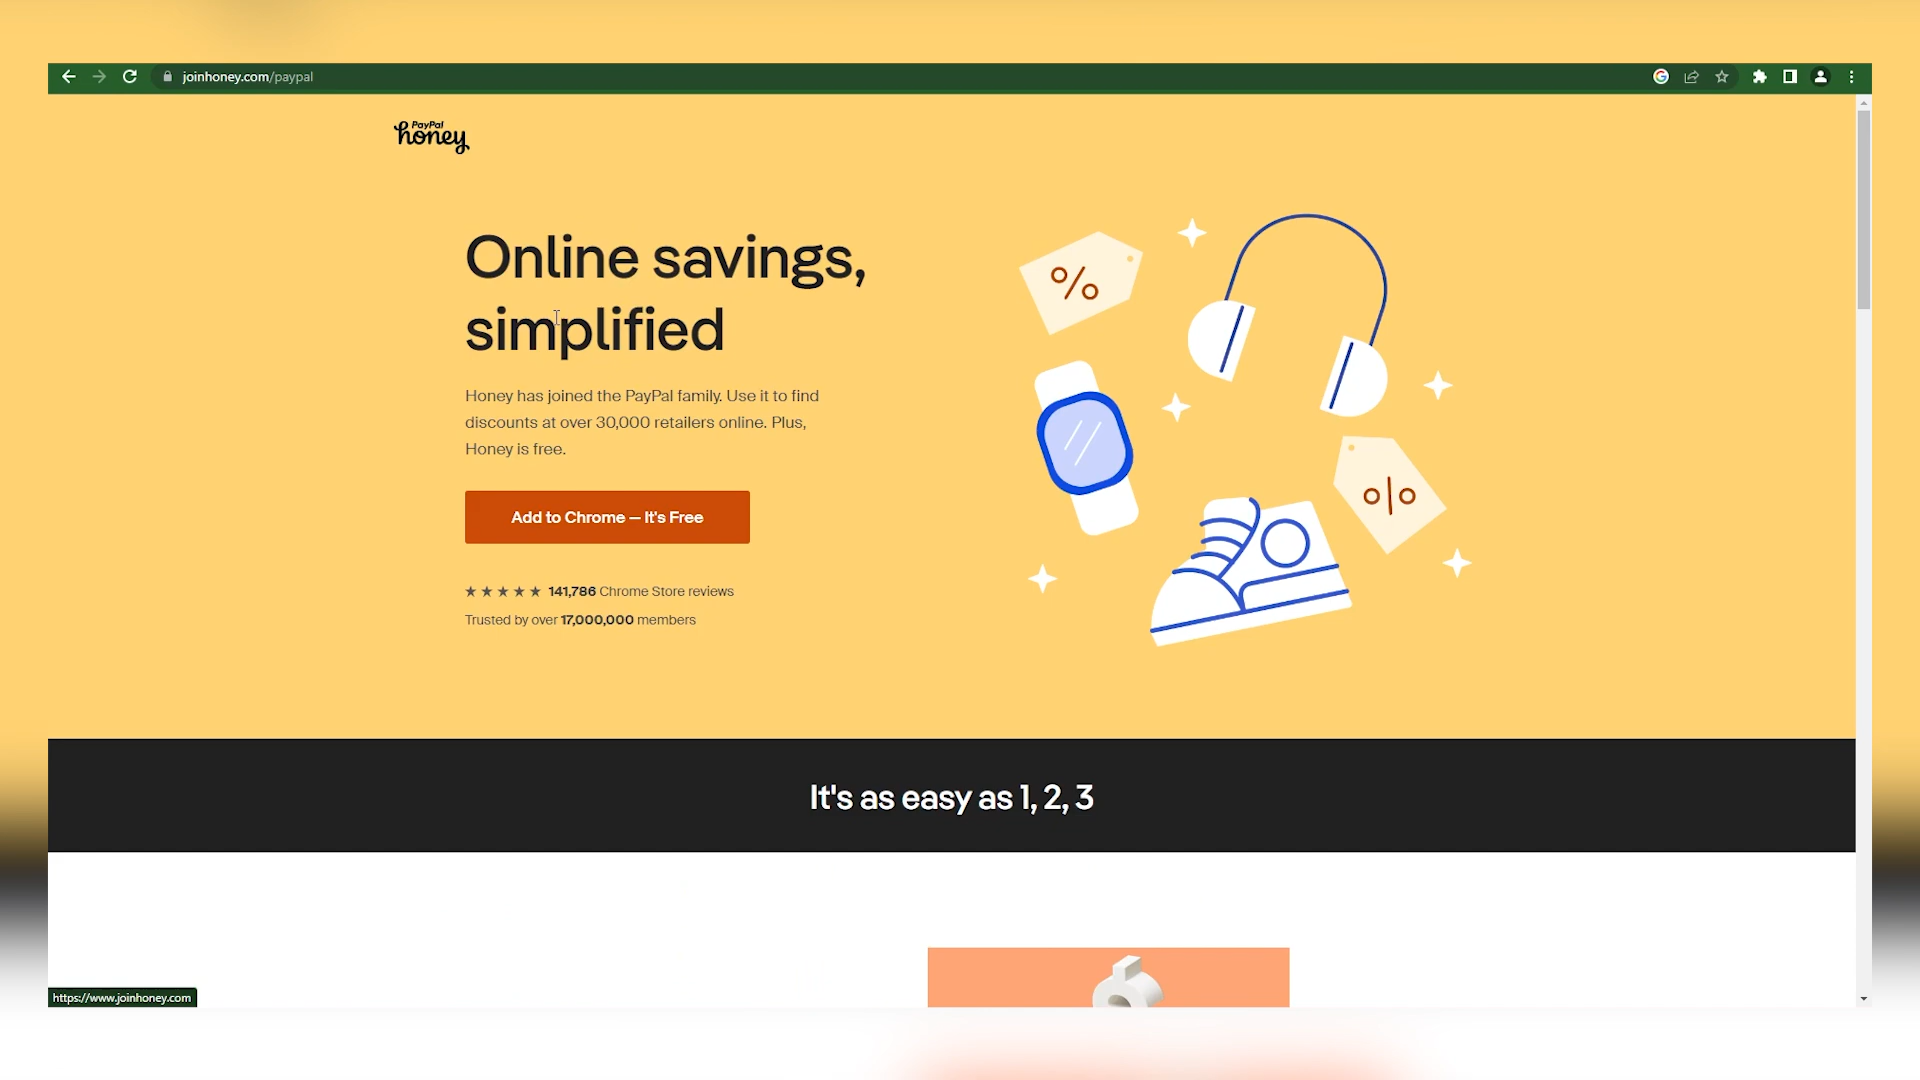 joinhoney.com/paypal
PayPal
honey
Online savings,
simplified
Honey has joined the PayPal family. Use it to find
discounts at over 30,000 retailers online. Plus,
Honey is free.
Add to Chrome — It's Free
★★★★★ 141,786 Chrome Store reviews
Trusted by over 17,000,000 members
%
%
It's as easy as 1, 2, 3
https://www.joinhoney.com